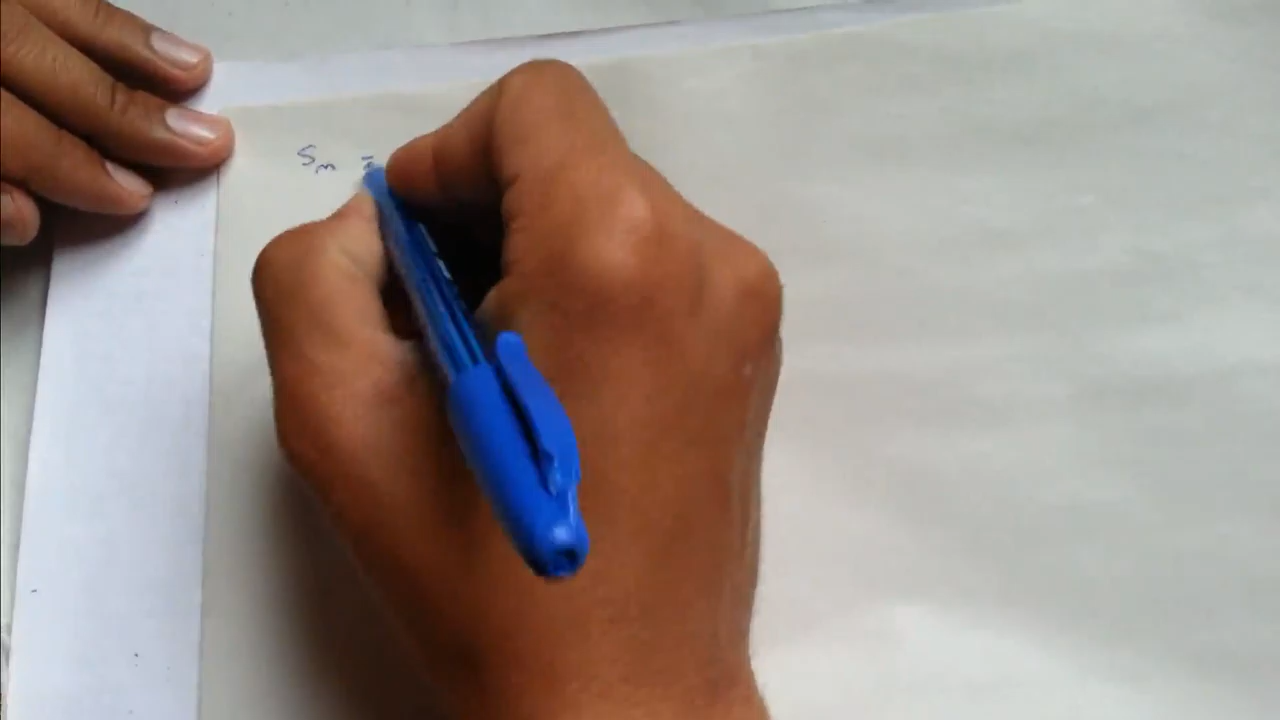 Sm =